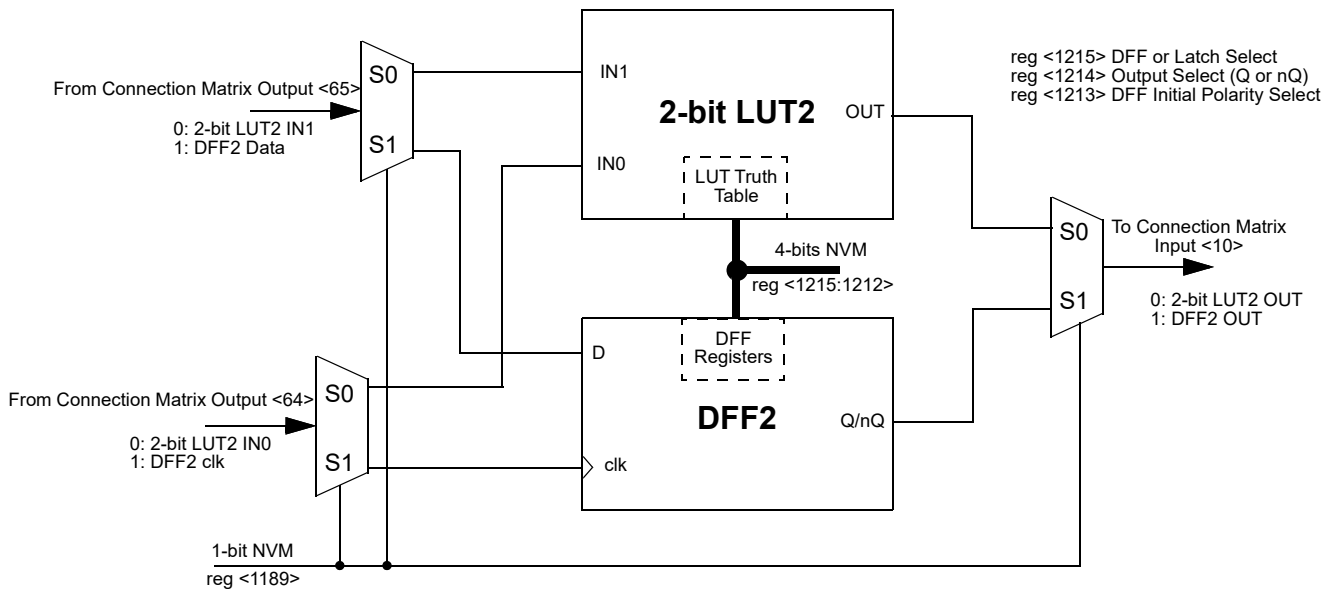 From Connection Matrix Output <65>
0: 2-bit LUT2 IN1
1: DFF2 Data
S0
S1
IN1
IN0
2-bit LUT2
OUT
LUT Truth
Table
reg <1215> DFF or Latch Select
reg <1214> Output Select (Q or nQ)
reg <1213> DFF Initial Polarity Select
4-bits NVM
reg <1215:1212>
S0
S1
To Connection Matrix
Input <10>
0: 2-bit LUT2 OUT
1: DFF2 OUT
From Connection Matrix Output <64>
0: 2-bit LUT2 IN0
1: DFF2 clk
S0
S1
D
clk
DFF
Registers
DFF2
Q/nQ
1-bit NVM
reg <1189>